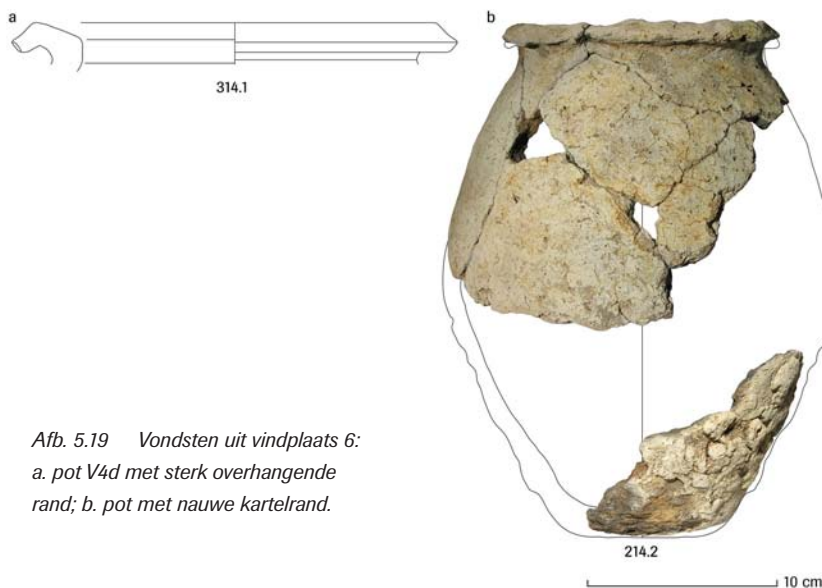 a
314.1
b
Afb. 5.19 Vondsten uit vindplaats 6:
a. pot V4d met sterk overhangende
rand; b. pot met nauwe kartelrand.
214.2
10 cm